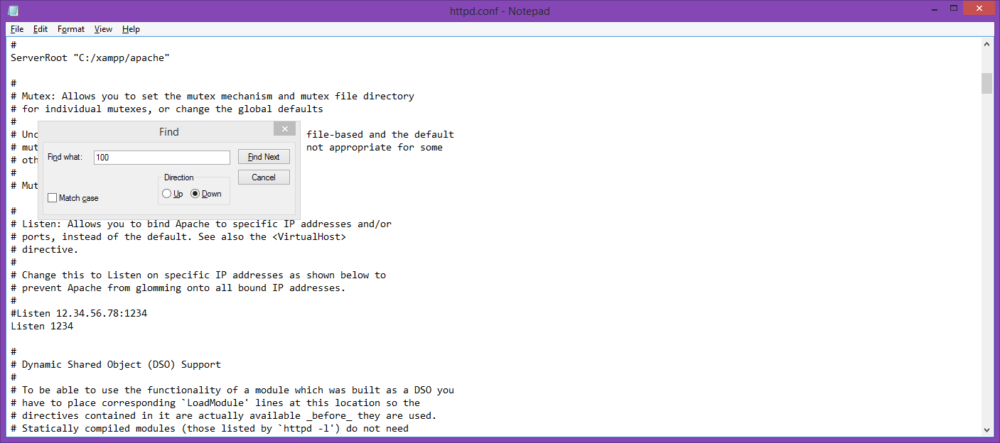 httpd.conf - Notepad
File Edit Format View Help
#
ServerRoot "C:/xampp/apache"
#
# Mutex: Allows you to set the mutex mechanism and mutex file directory
# for individual mutexes, or change the global defaults
#
# Unc file-based and the default
# mut not appropriate for some
# oth
#
# Mut
Find
Find what: 100 Find Next
Direction Cancel
Up Down
Match case
#
# Listen: Allows you to bind Apache to specific IP addresses and/or
# ports, instead of the default. See also the <VirtualHost>
# directive.
#
# Change this to Listen on specific IP addresses as shown below to
# prevent Apache from glomming onto all bound IP addresses.
#
#Listen 12.34.56.78:1234
Listen 1234
#
# Dynamic Shared Object (DSO) Support
#
# To be able to use the functionality of a module which was built as a DSO you
# have to place corresponding `LoadModule' lines at this location so the
# directives contained in it are actually available _before_ they are used.
# Statically compiled modules (those listed by `httpd -l') do not need